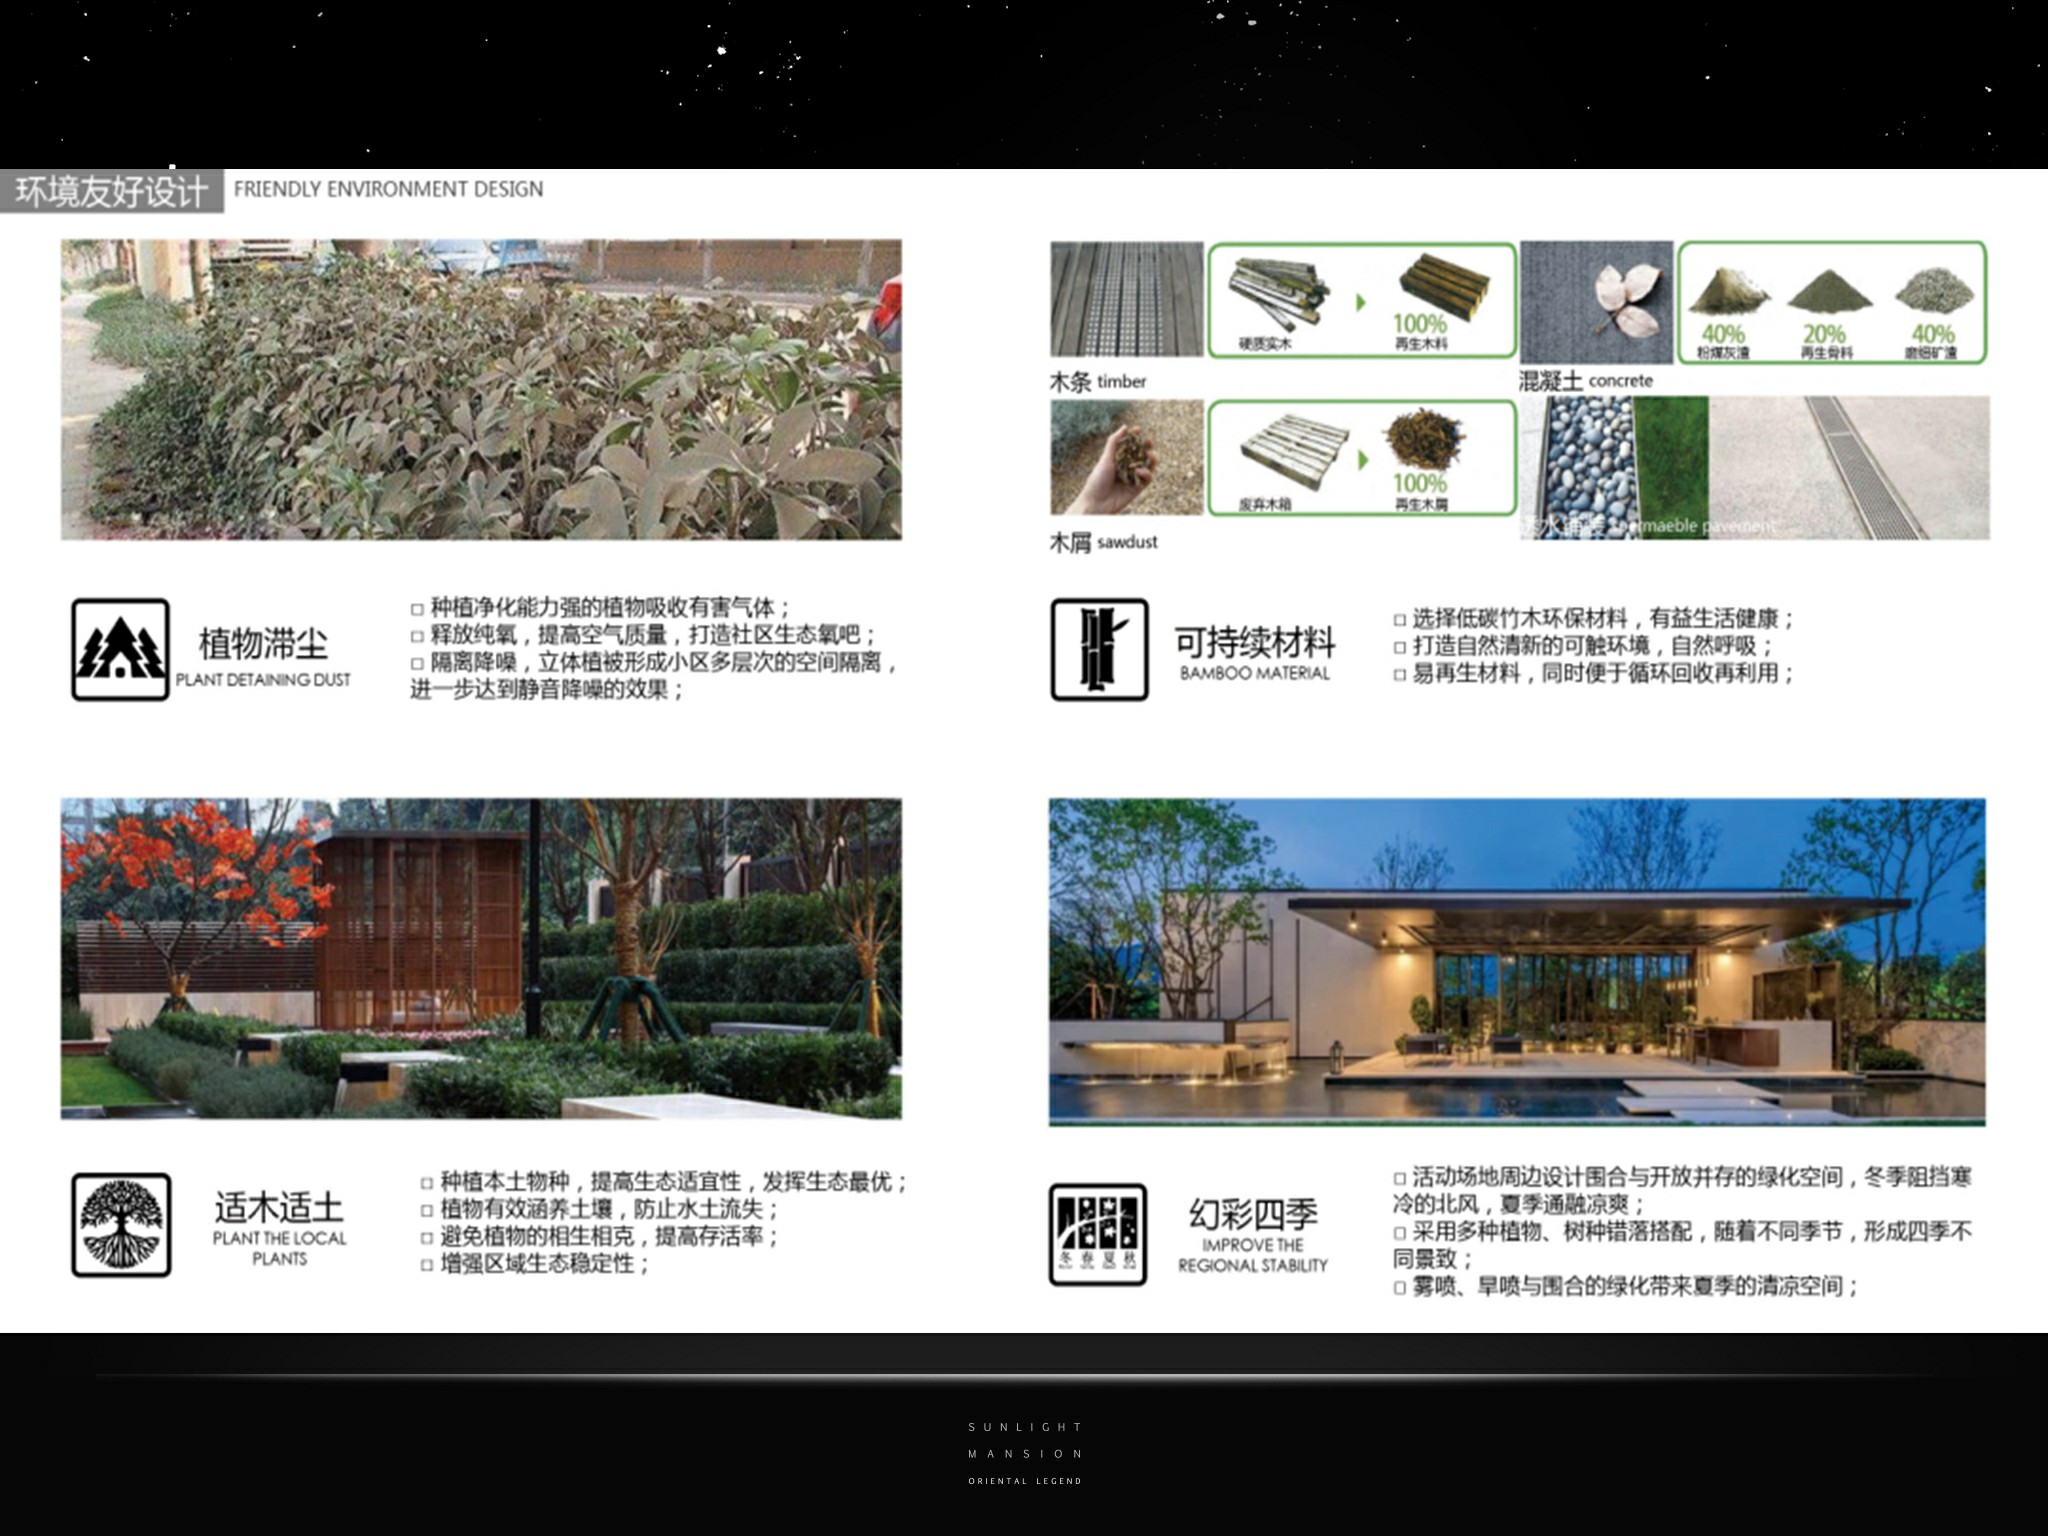 环境友好设计 FRIENDLY ENVIRONMENT DESIGN
硬质实木
100%
再生木料
木条 timber
40%
粉煤灰渣
20%
再生骨料
40%
磨细矿渣
混凝土 concrete
废弃木箱
100%
再生木屑
木屑 sawdust
透水铺装 spermaeble pavement
植物滞尘
PLANT DETAINING DUST
□ 种植净化能力强的植物吸收有害气体；
□ 释放纯氧，提高空气质量，打造社区生态氧吧；
□ 隔离降噪，立体植被形成小区多层次的空间隔离，
进一步达到静音降噪的效果；
可持续材料
BAMBOO MATERIAL
□ 选择低碳竹木环保材料，有益生活健康；
□ 打造自然清新的可触环境，自然呼吸；
□ 易再生材料，同时便于循环回收再利用；
适木适土
PLANT THE LOCAL
PLANTS
□ 种植本土物种，提高生态适宜性，发挥生态最优；
□ 植物有效涵养土壤，防止水土流失；
□ 避免植物的相生相克，提高存活率；
□ 增强区域生态稳定性；
冬 春 夏 秋
幻彩四季
IMPROVE THE
REGIONAL STABILITY
□ 活动场地周边设计围合与开放并存的绿化空间，冬季阻挡寒
冷的北风，夏季通融凉爽；
□ 采用多种植物、树种错落搭配，随着不同季节，形成四季不
同景致；
□ 雾喷、旱喷与围合的绿化带来夏季的清凉空间；
SUNLIGHT
MANSION
ORIENTAL LEGEND